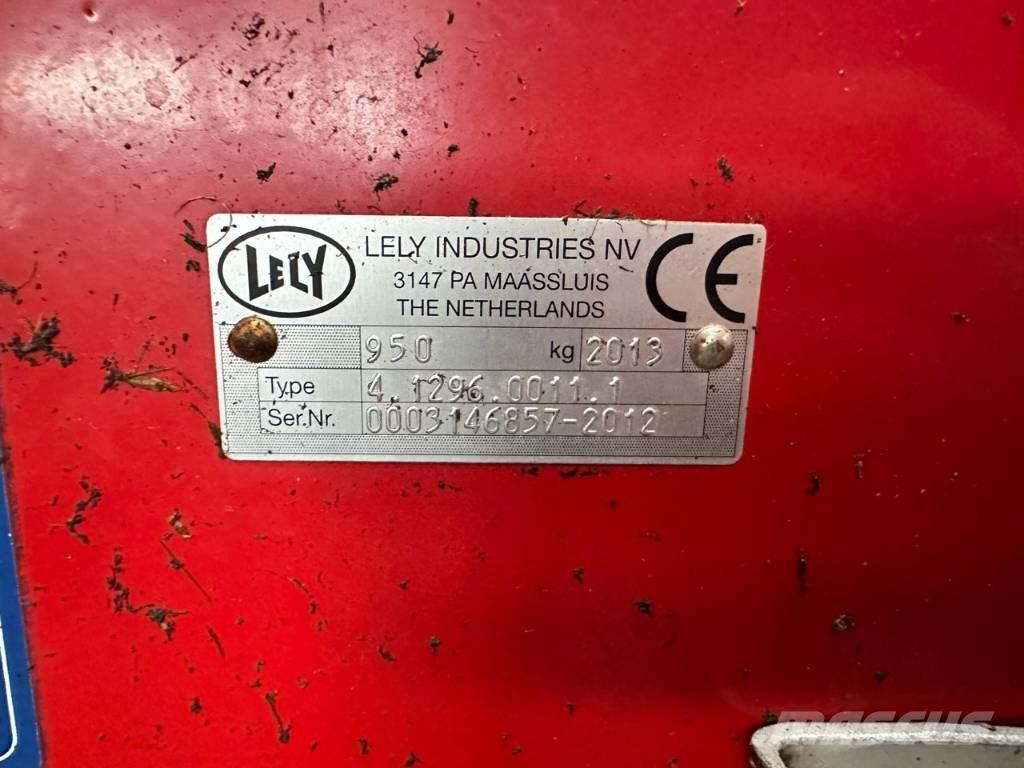 LELY
LELY INDUSTRIES NV
3147 PA MAASSLUIS
THE NETHERLANDS
CE
950 kg 2013
Type 4.1296.0011.1
Ser.Nr. 0003146857-2012
mascus